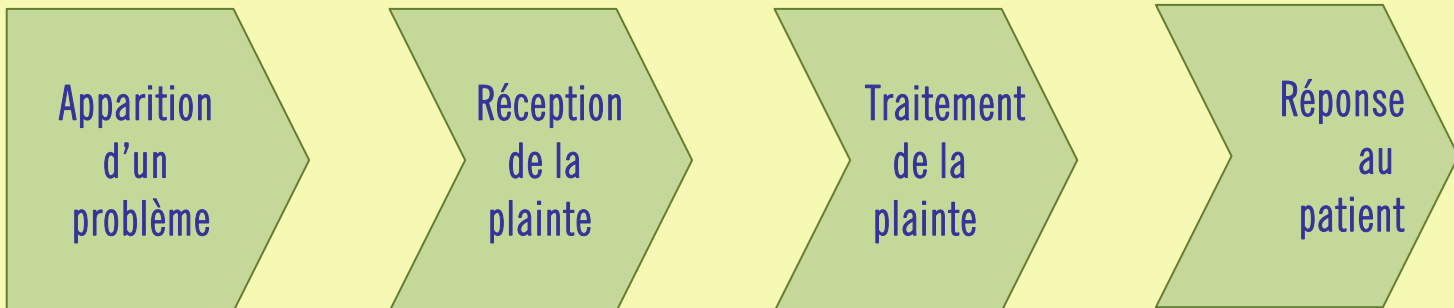 Apparition
d’un
problème
Réception
de la
plainte
Traitement
de la
plainte
Réponse
au
patient